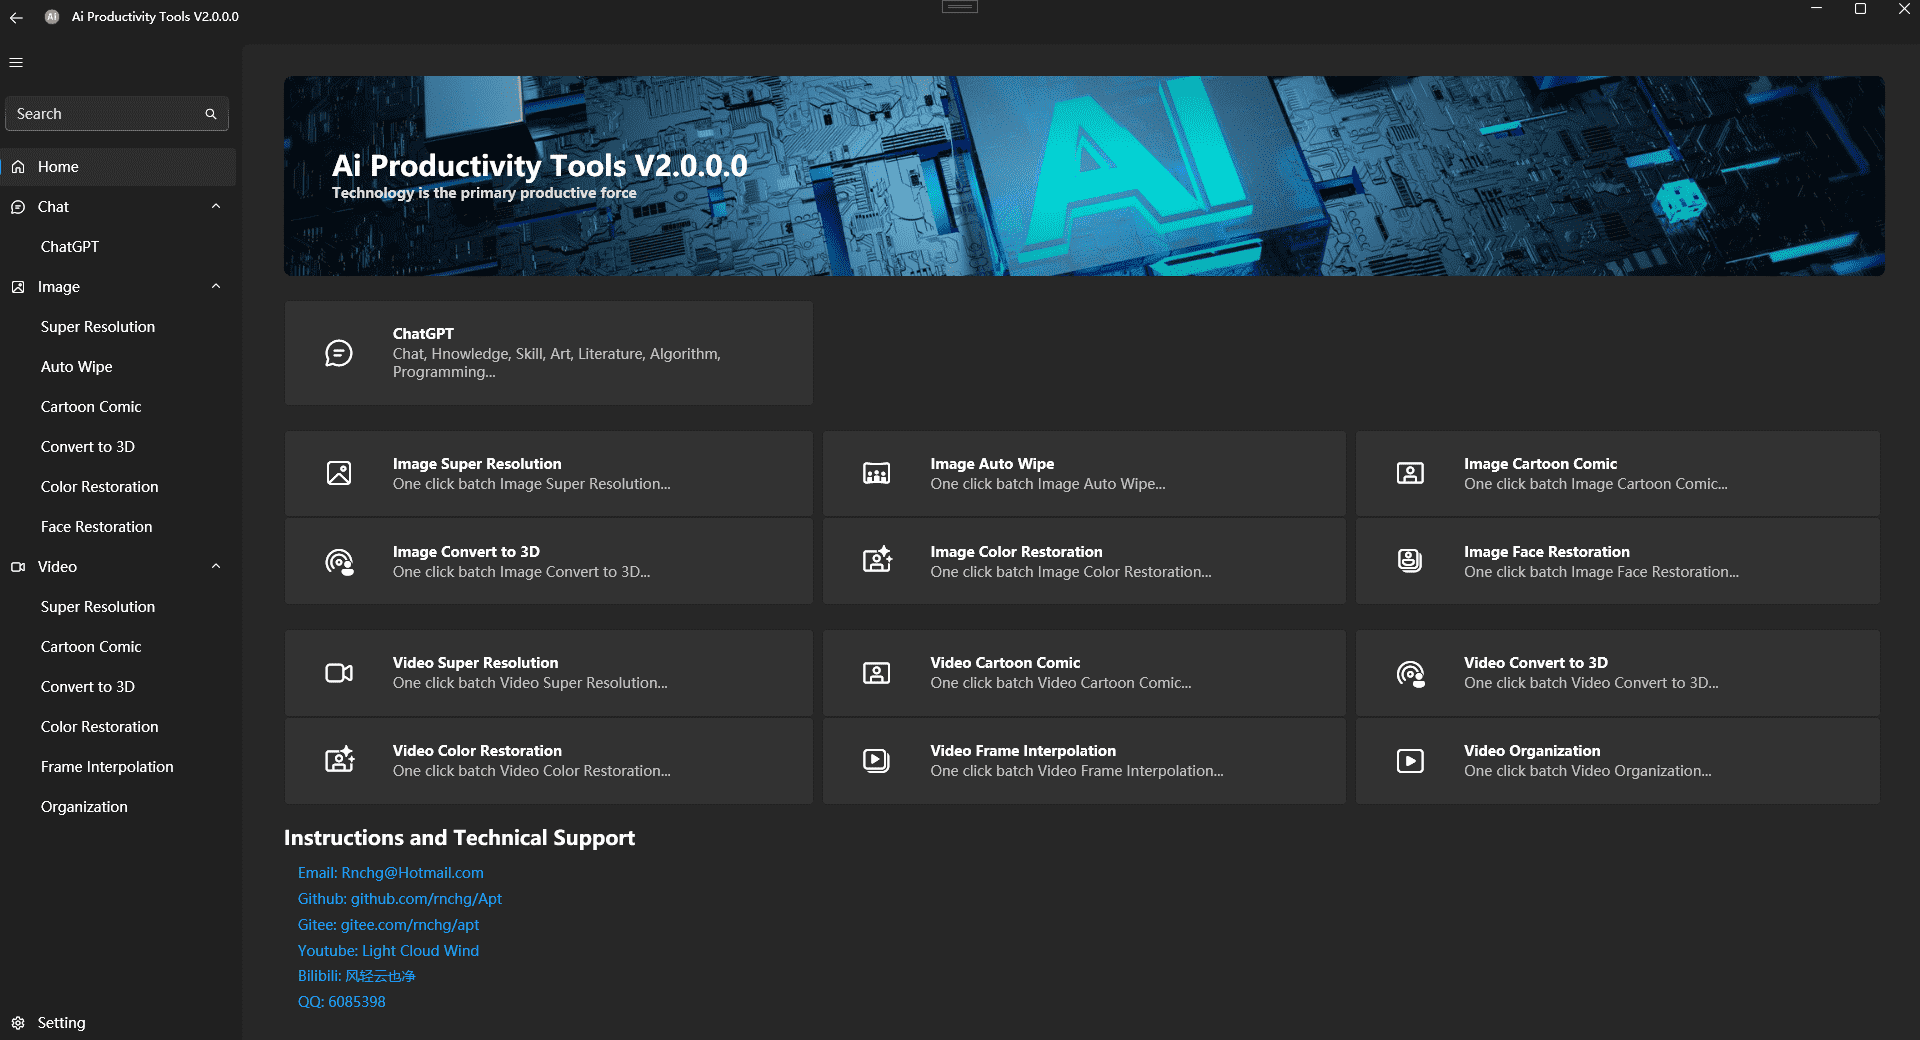 Ai Productivity Tools V2.0.0.0
Search
Home
Chat
ChatGPT
Image
Super Resolution
Auto Wipe
Cartoon Comic
Convert to 3D
Color Restoration
Face Restoration
Video
Super Resolution
Cartoon Comic
Convert to 3D
Color Restoration
Frame Interpolation
Organization
Setting
Ai Productivity Tools V2.0.0.0
Technology is the primary productive force
AI
ChatGPT
Chat, Hnowledge, Skill, Art, Literature, Algorithm,
Programming...
Image Super Resolution
One click batch Image Super Resolution...
Image Auto Wipe
One click batch Image Auto Wipe...
Image Cartoon Comic
One click batch Image Cartoon Comic...
Image Convert to 3D
One click batch Image Convert to 3D...
Image Color Restoration
One click batch Image Color Restoration...
Image Face Restoration
One click batch Image Face Restoration...
Video Super Resolution
One click batch Video Super Resolution...
Video Cartoon Comic
One click batch Video Cartoon Comic...
Video Convert to 3D
One click batch Video Convert to 3D...
Video Color Restoration
One click batch Video Color Restoration...
Video Frame Interpolation
One click batch Video Frame Interpolation...
Video Organization
One click batch Video Organization...
Instructions and Technical Support
Email: Rnchg@Hotmail.com
Github: github.com/rnchg/Apt
Gitee: gitee.com/rnchg/apt
Youtube: Light Cloud Wind
Bilibili: 风轻云也净
QQ: 6085398